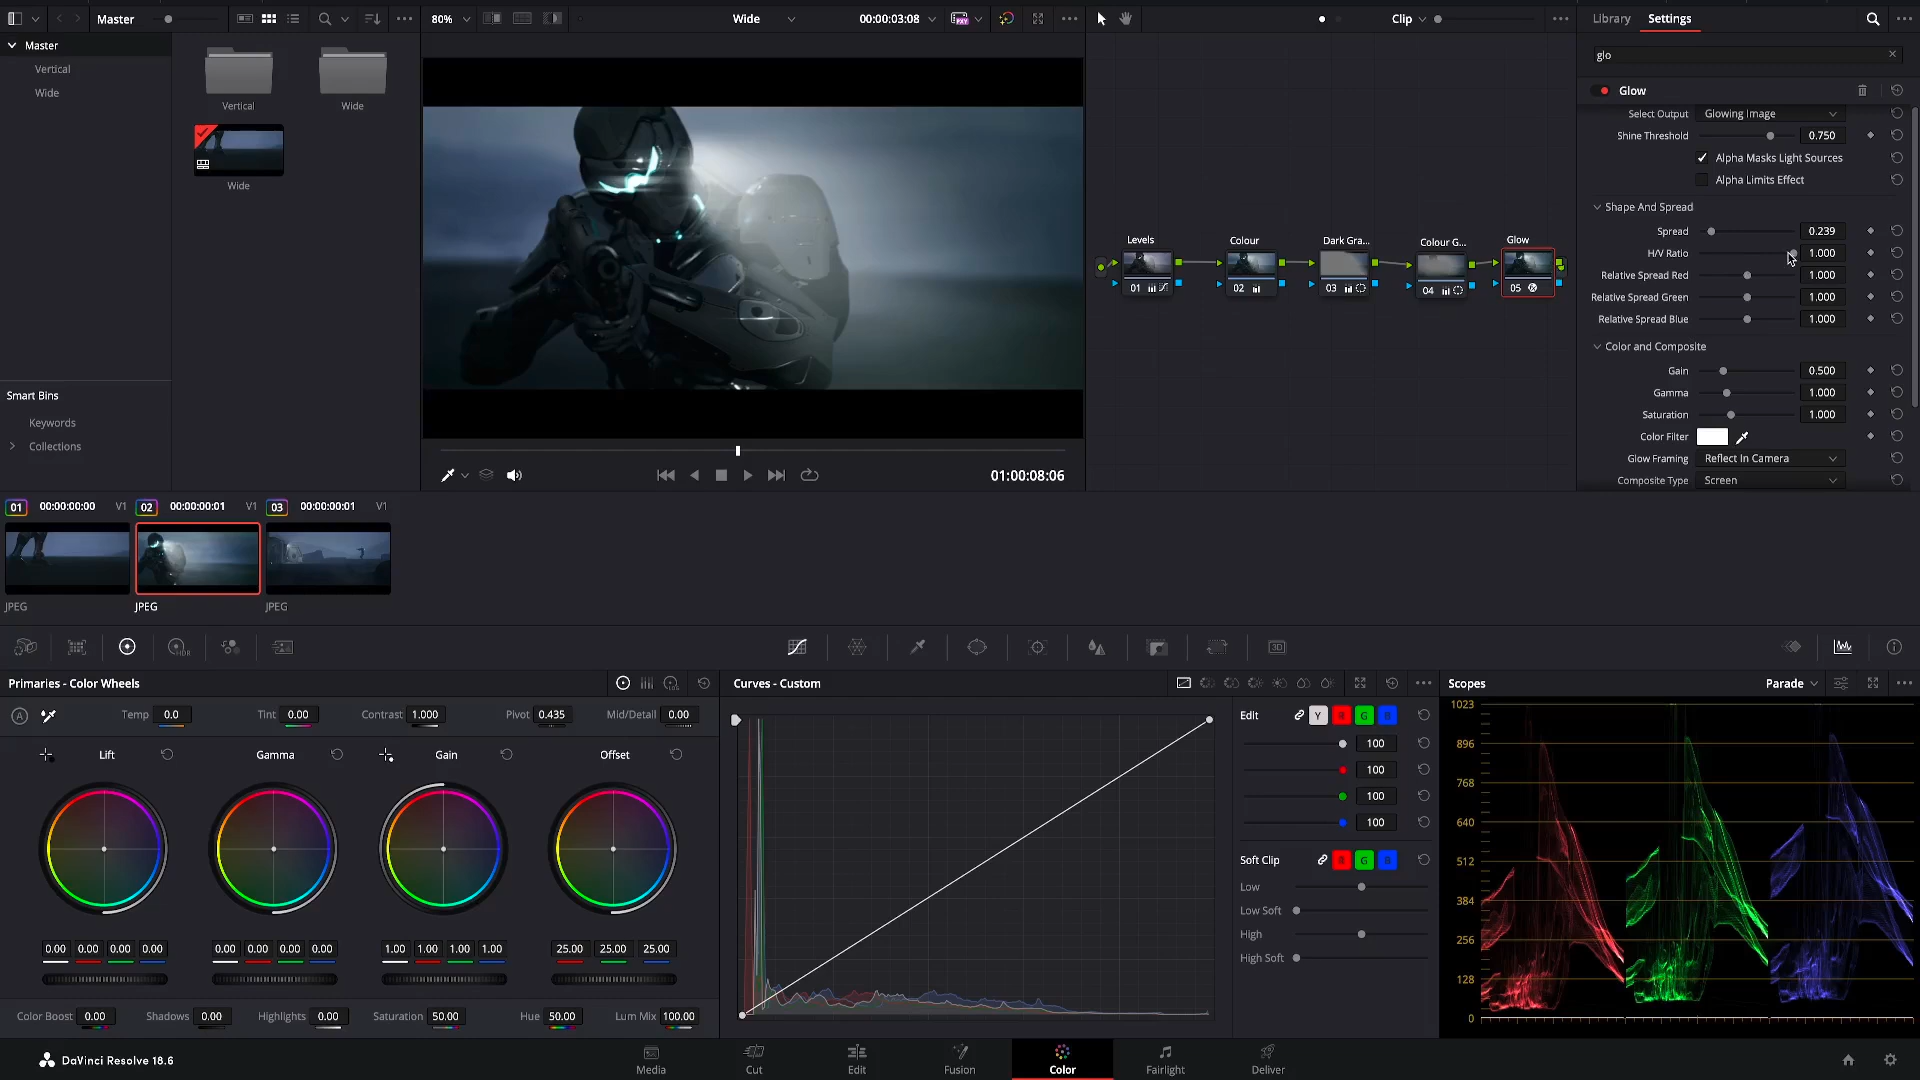 Master
80%
Wide
00:00:03:08
Clip
Library
Settings
glo
Master
Vertical
Wide
Vertical
Wide
Wide
Glow
Select Output
Glowing Image
Shine Threshold
0.750
Alpha Masks Light Sources
Alpha Limits Effect
Shape And Spread
Spread
0.239
H/V Ratio
1.000
Relative Spread Red
1.000
Relative Spread Green
1.000
Relative Spread Blue
1.000
Color and Composite
Gain
0.500
Gamma
1.000
Saturation
1.000
Color Filter
Glow Framing
Reflect In Camera
Composite Type
Screen
Levels
Colour
Dark Gra...
Colour G...
Glow
01
02
03
04
05
Smart Bins
Keywords
Collections
01:00:08:06
01 00:00:00:00 V1
02 00:00:00:01 V1
03 00:00:00:01 V1
JPEG
JPEG
JPEG
HDR
3D
Primaries - Color Wheels
Curves - Custom
Scopes
Parade
A
Temp 0.0
Tint 0.00
Contrast 1.000
Pivot 0.435
Mid/Detail 0.00
Lift
Gamma
Gain
Offset
0.00 0.00 0.00 0.00
0.00 0.00 0.00 0.00
1.00 1.00 1.00 1.00
25.00 25.00 25.00
Color Boost 0.00
Shadows 0.00
Highlights 0.00
Saturation 50.00
Hue 50.00
Lum Mix 100.00
Edit
Y R G B
100
100
100
100
Soft Clip
R G B
Low
Low Soft
High
High Soft
1023
896
768
640
512
384
256
128
0
DaVinci Resolve 18.6
Media
Cut
Edit
Fusion
Color
Fairlight
Deliver